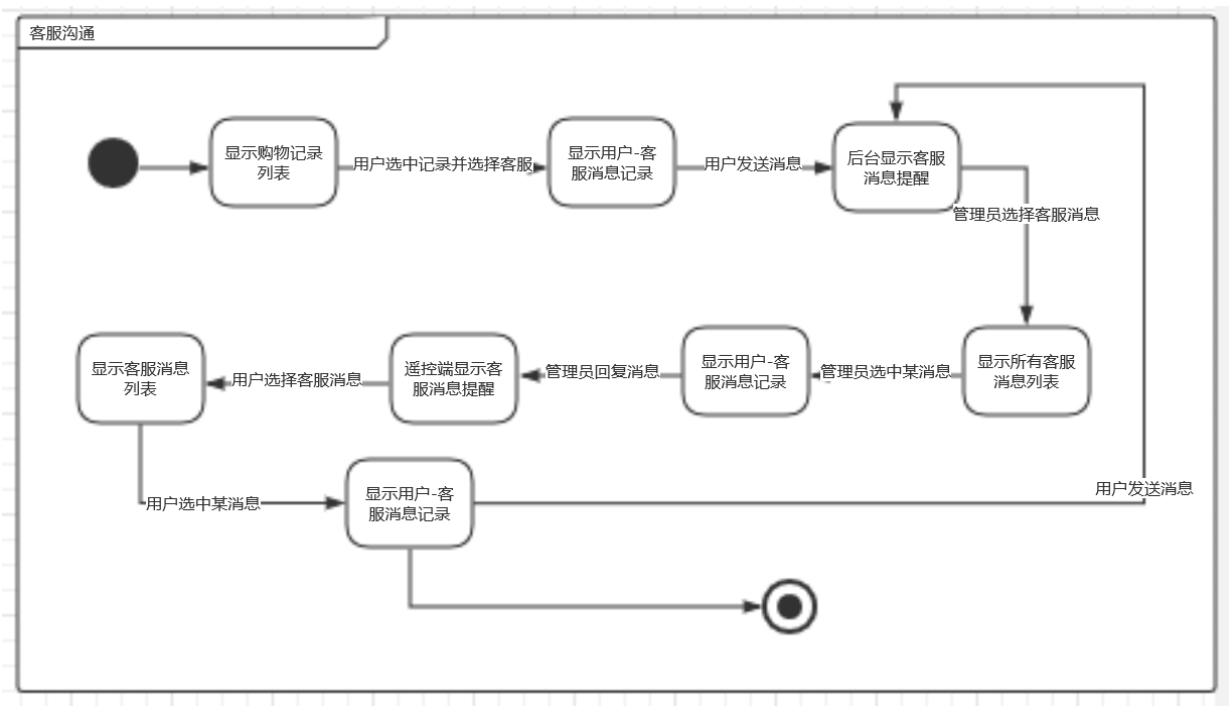 客服沟通
显示购物记录
列表
用户选中记录并选择客服
显示用户-客
服消息记录
用户发送消息
后台显示客服
消息提醒
管理员选择客服消息
显示所有客服
消息列表
管理员选中某消息
显示用户-客
服消息记录
管理员回复消息
遥控端显示客
服消息提醒
用户选择客服消息
显示客服消息
列表
用户选中某消息
显示用户-客
服消息记录
用户发送消息